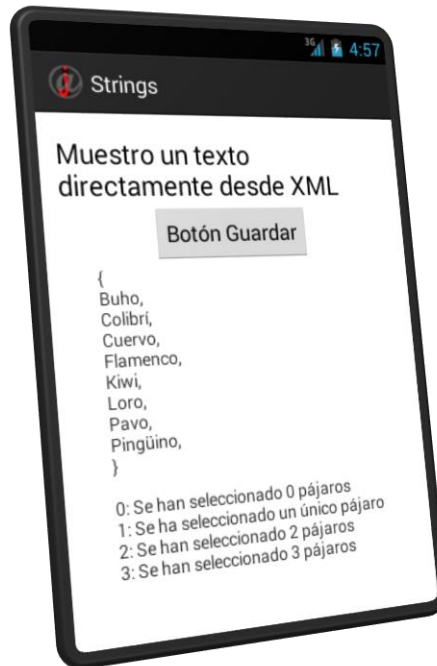 3G 4:57
Strings
Muestro un texto
directamente desde XML
Botón Guardar
{
Buho,
Colibrí,
Cuervo,
Flamenco,
Kiwi,
Loro,
Pavo,
Pingüino,
}
0: Se han seleccionado 0 pájaros
1: Se ha seleccionado un único pájaro
2: Se han seleccionado 2 pájaros
3: Se han seleccionado 3 pájaros